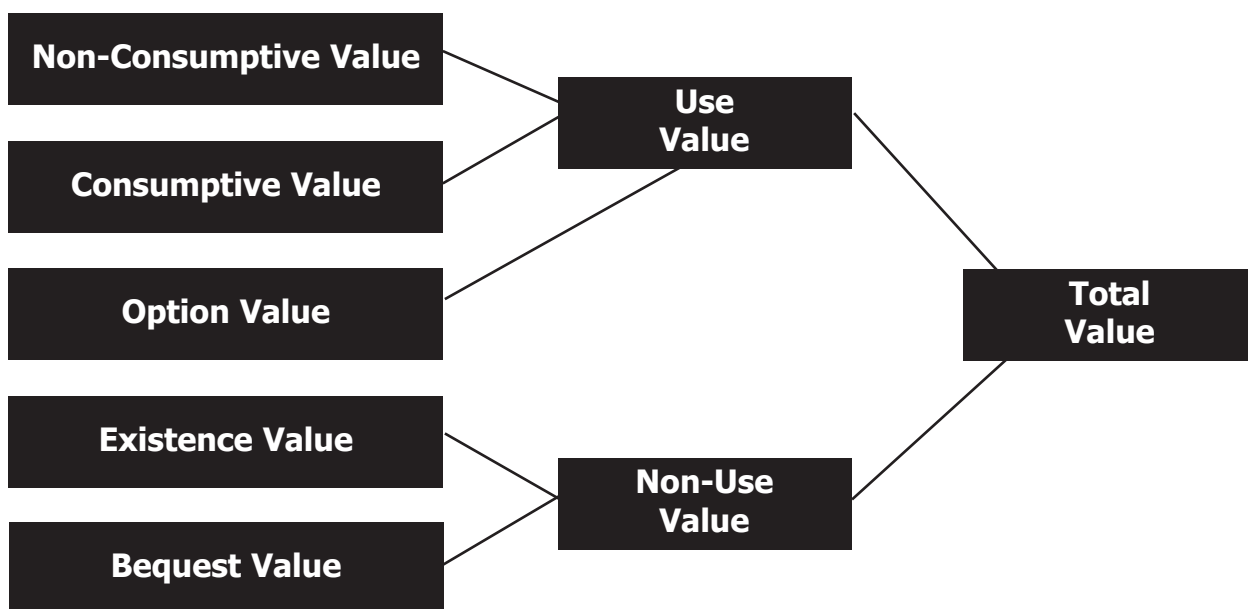 Non-Consumptive Value
Use
Value
Consumptive Value
Option Value
Total
Value
Existence Value
Non-Use
Value
Bequest Value